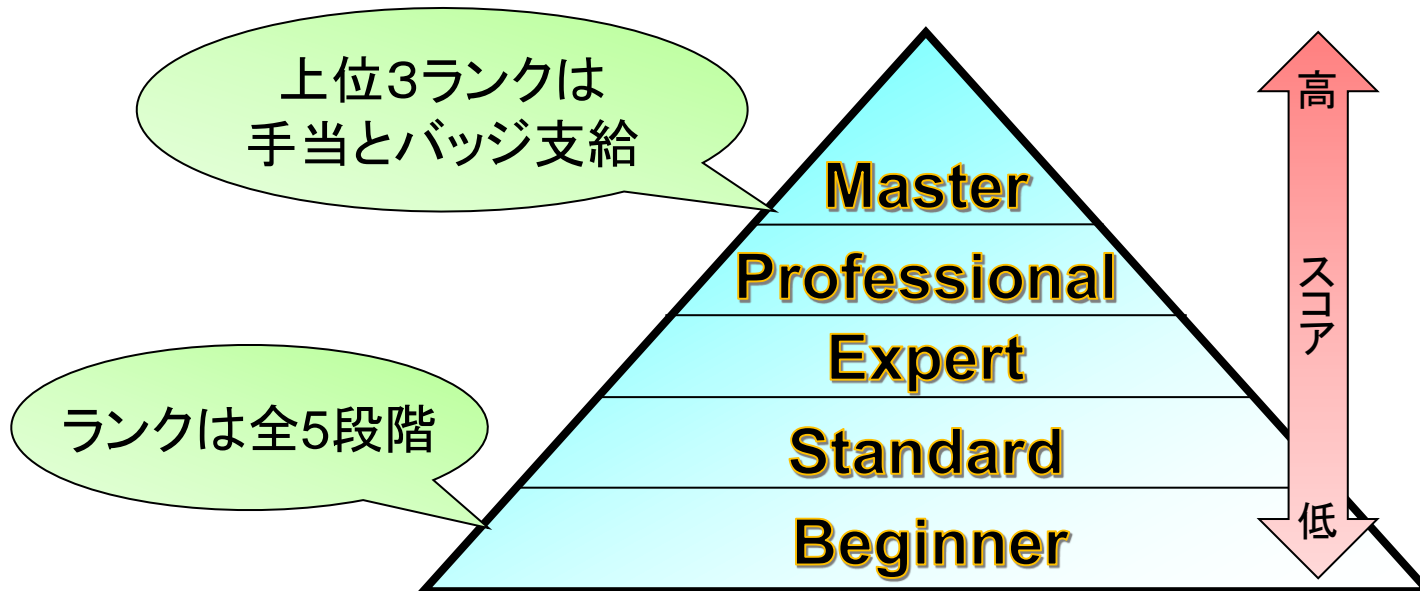 上位3ランクは
手当とバッジ支給
ランクは全5段階
Master
Professional
Expert
Standard
Beginner
高
スコア
低